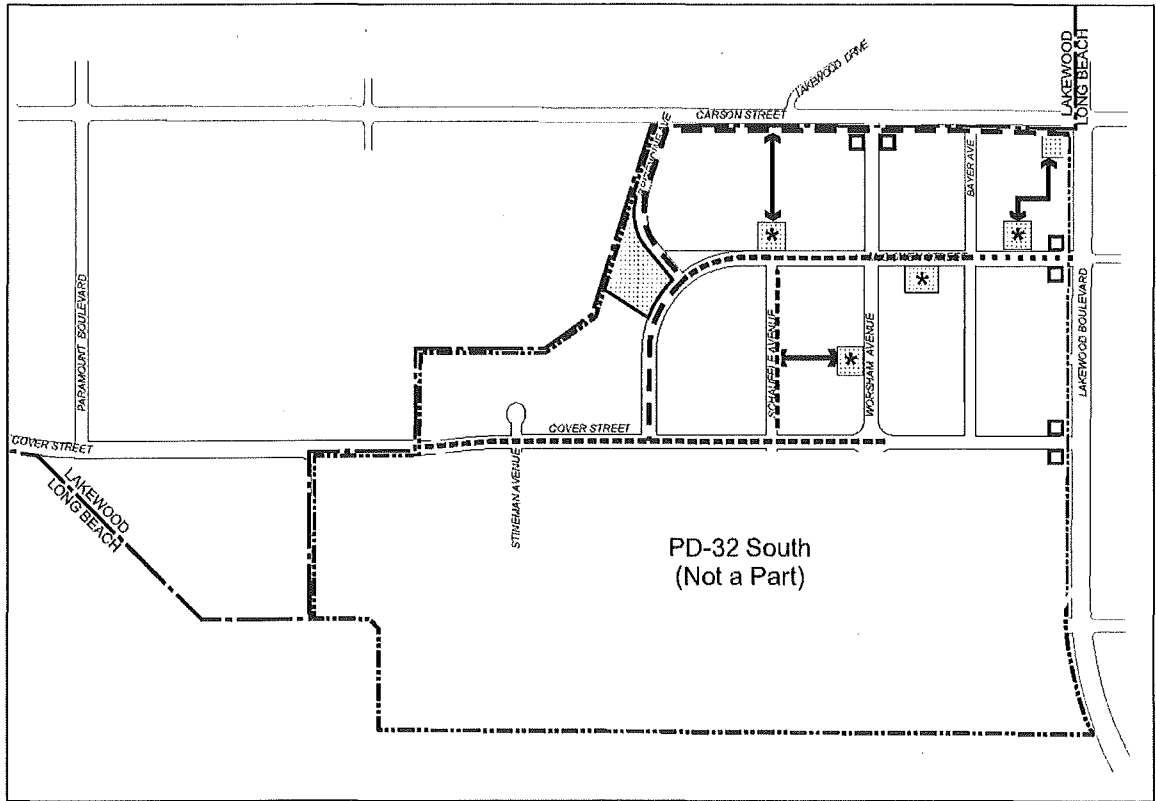 LAKEWOOD
LONG BEACH
LAKEWOOD DRIVE
CARSON STREET
BAYER AVE
PARAMOUNT BOULEVARD
SCHAUFELE AVENUE
WORSHAM AVENUE
LAKEWOOD BOULEVARD
COVER STREET
COVER STREET
STINEMAN AVENUE
LAKEWOOD
LONG BEACH
PD-32 South
(Not a Part)
*
*
*
*